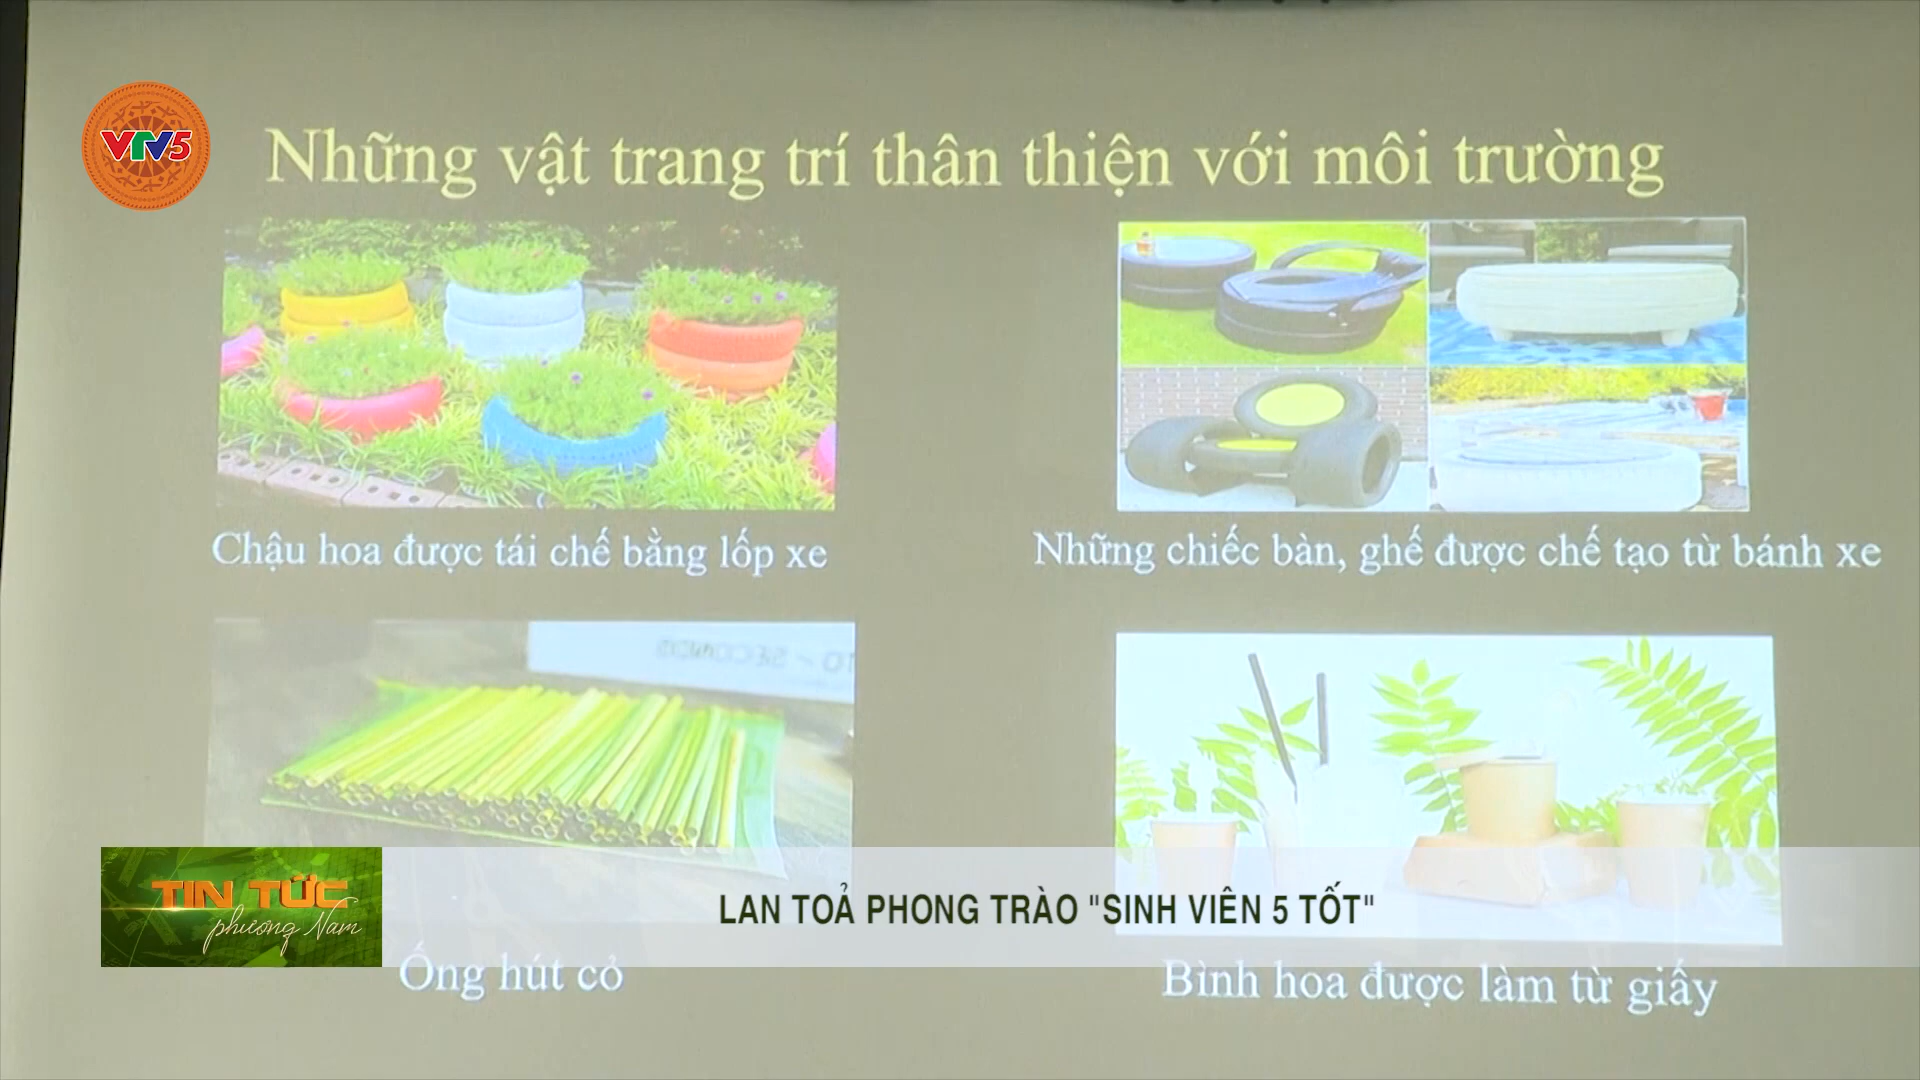 VTV5
Những vật trang trí thân thiện với môi trường
Chậu hoa được tái chế bằng lốp xe
Những chiếc bàn, ghế được chế tạo từ bánh xe
TIN TỨC
phương Nam
LAN TOẢ PHONG TRÀO "SINH VIÊN 5 TỐT"
Ống hút cỏ
Bình hoa được làm từ giấy